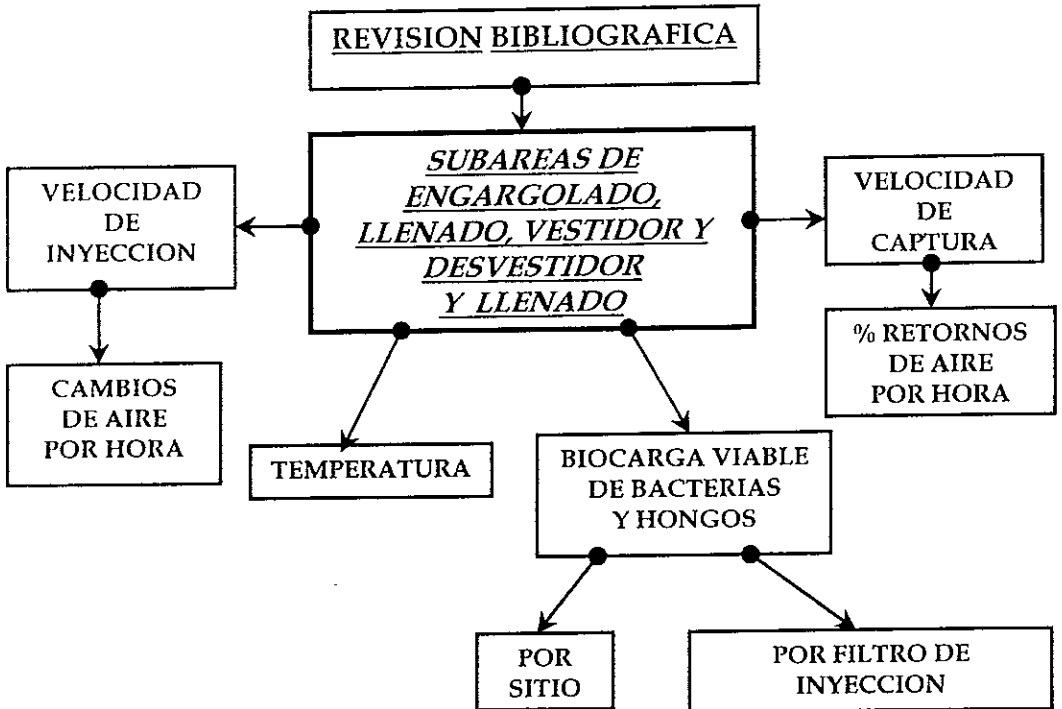 REVISION BIBLIOGRAFICA
SUBAREAS DE
ENGARGOLADO,
LLENADO, VESTIDOR Y
DESVESTIDOR
Y LLENADO
VELOCIDAD
DE
INYECCION
VELOCIDAD
DE
CAPTURA
CAMBIOS
DE AIRE
POR HORA
% RETORNOS
DE AIRE
POR HORA
TEMPERATURA
BIOCARGA VIABLE
DE BACTERIAS
Y HONGOS
POR
SITIO
POR FILTRO DE
INYECCION